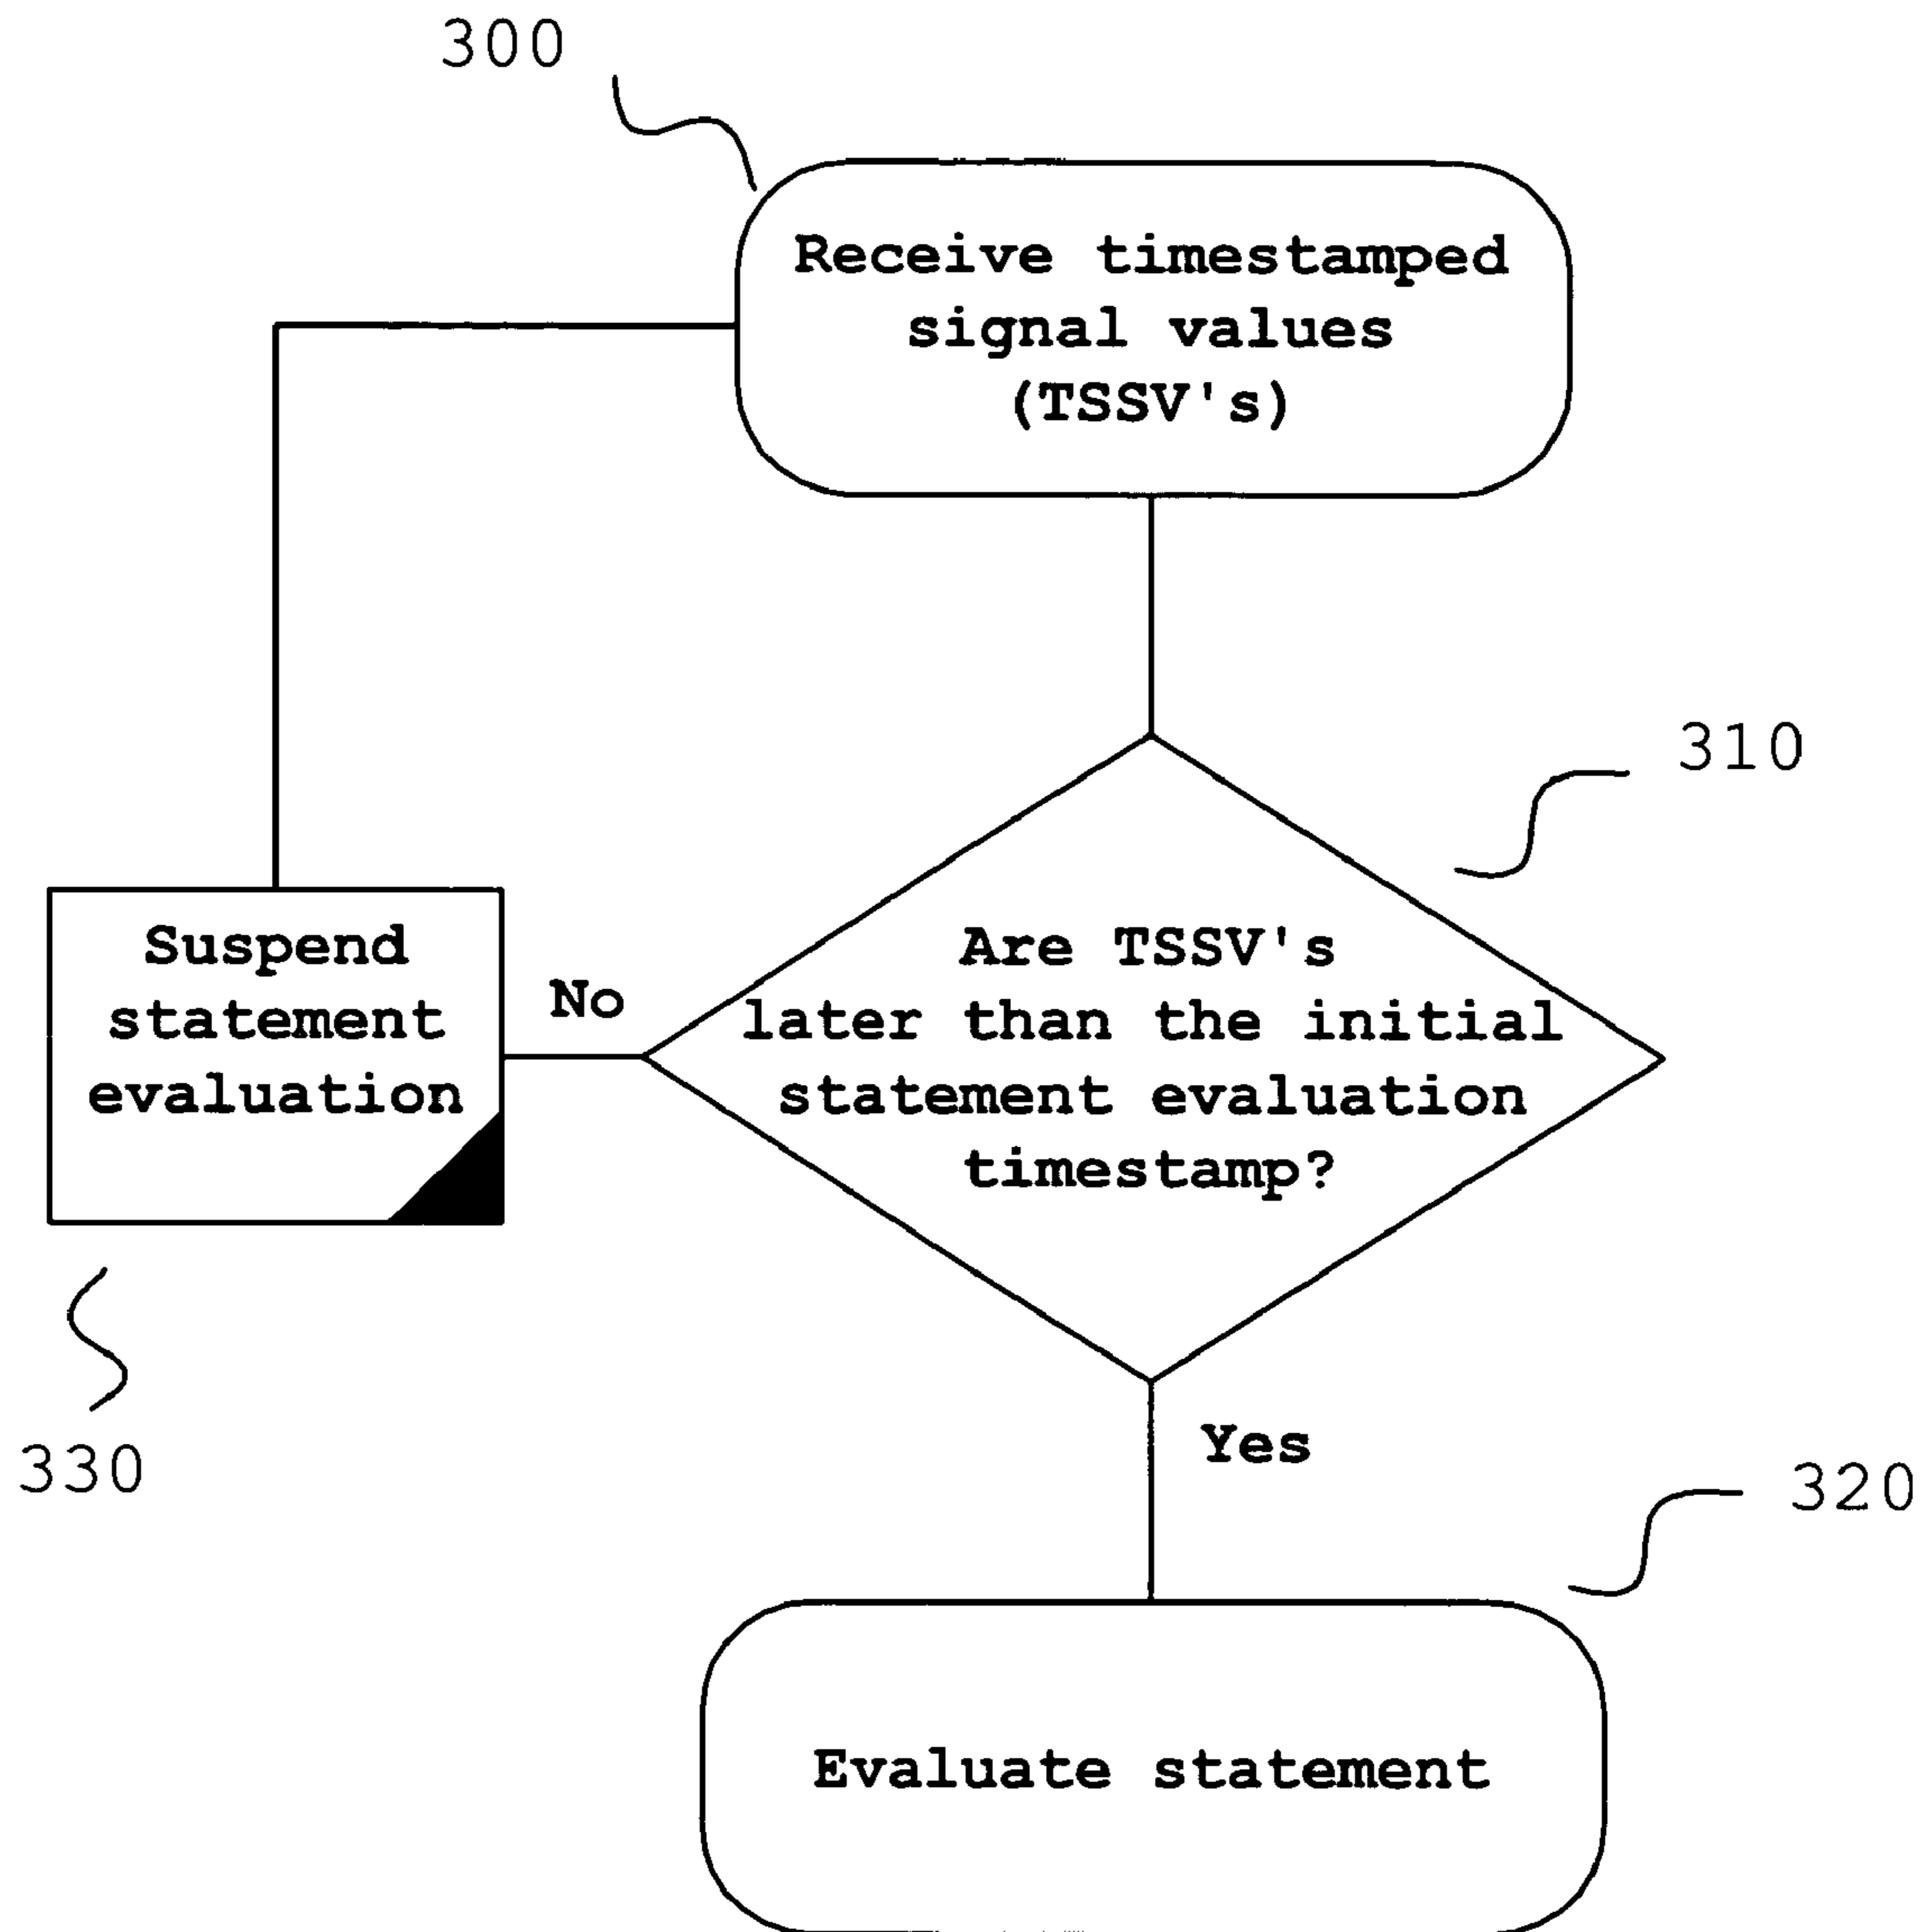 300
Receive timestamped
signal values
(TSSV's)
310
Are TSSV's
later than the initial
statement evaluation
timestamp?
No
Suspend
statement
evaluation
330
Yes
320
Evaluate statement